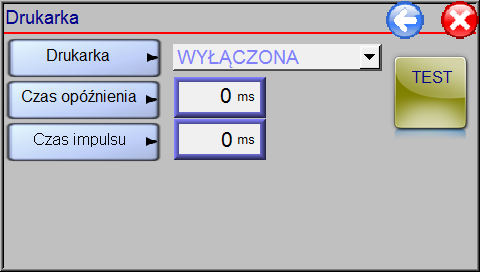 Drukarka
Drukarka WYŁĄCZONA
TEST
Czas opóźnienia 0 ms
Czas impulsu 0 ms